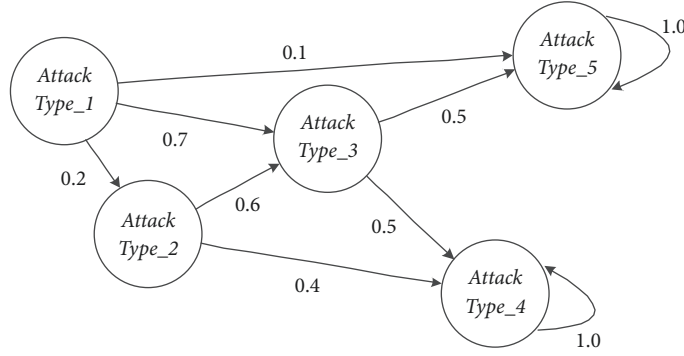 Attack
Type_5
1.0
0.1
Attack
Type_1
0.7
Attack
Type_3
0.5
0.2
0.6
Attack
Type_2
0.5
0.4
Attack
Type_4
1.0